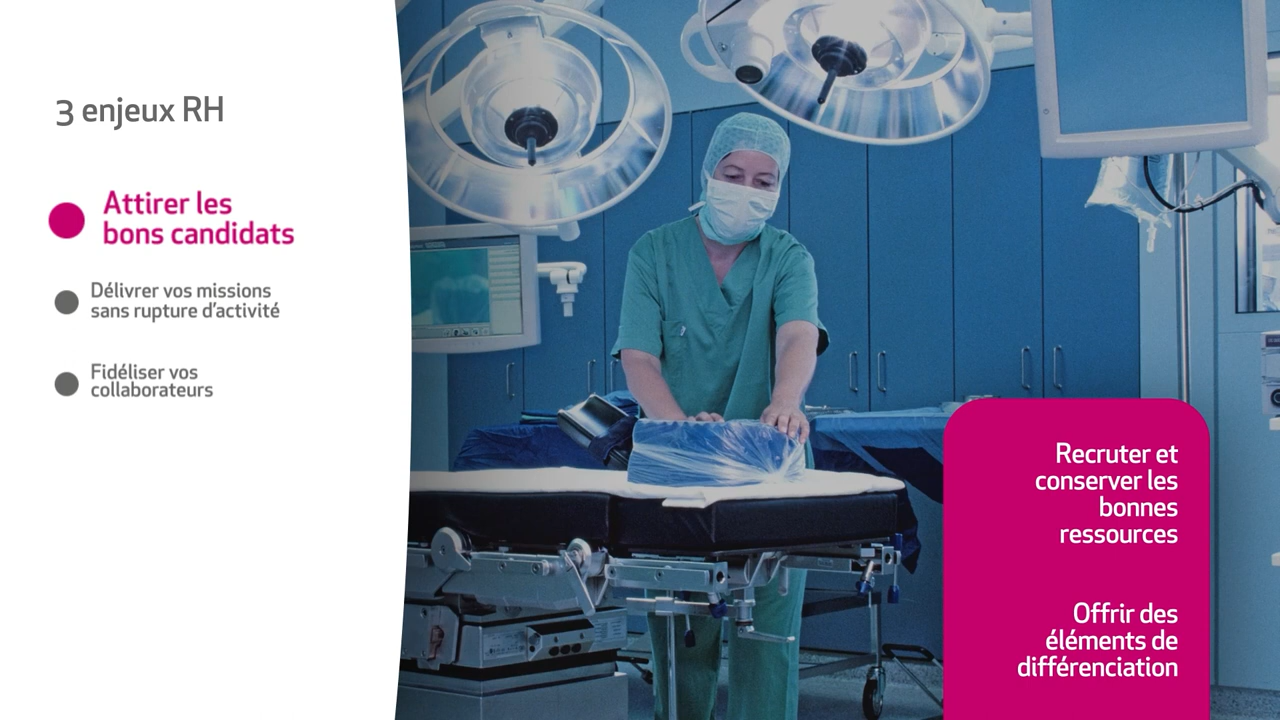 3 enjeux RH
Attirer les
bons candidats
Délivrer vos missions
sans rupture d'activité
Fidéliser vos
collaborateurs
Recruter et
conserver les
bonnes
ressources
Offrir des
éléments de
différenciation